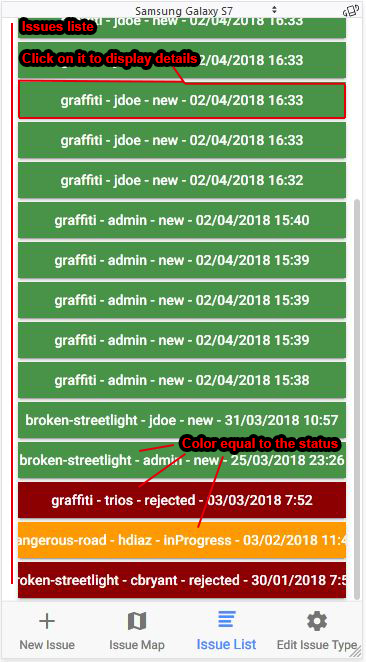 Samsung Galaxy S7
Issues liste
02/04/2018 16:33
Click on it to display details
02/04/2018 16:33
graffiti - jdoe - new - 02/04/2018 16:33
graffiti - jdoe - new - 02/04/2018 16:33
graffiti - jdoe - new - 02/04/2018 16:32
graffiti - admin - new - 02/04/2018 15:40
graffiti - admin - new - 02/04/2018 15:39
graffiti - admin - new - 02/04/2018 15:39
graffiti - admin - new - 02/04/2018 15:39
graffiti - admin - new - 02/04/2018 15:38
broken-streetlight - jdoe - new - 31/03/2018 10:57
Color equal to the status
broken-streetlight - admin - new - 25/03/2018 23:26
graffiti - trios - rejected - 03/03/2018 7:52
angerous-road - hdiaz - inProgress - 03/02/2018 11:4
roken-streetlight - cbryant - rejected - 30/01/2018 7:5
New Issue
Issue Map
Issue List
Edit Issue Type